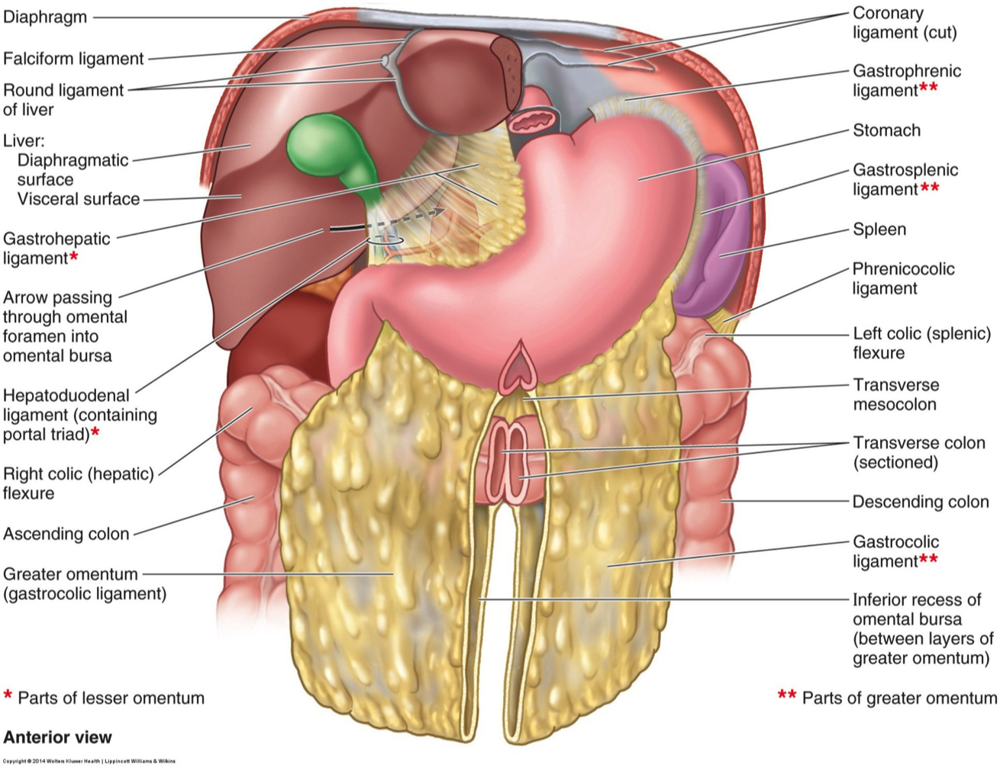 Diaphragm
Falciform ligament
Round ligament
of liver
Liver:
Diaphragmatic
surface
Visceral surface
Gastrohepatic
ligament*
Arrow passing
through omental
foramen into
omental bursa
Hepatoduodenal
ligament (containing
portal triad)*
Right colic (hepatic)
flexure
Ascending colon
Greater omentum
(gastrocolic ligament)
* Parts of lesser omentum
Anterior view
Copyright © 2014 Wolters Kluwer Health | Lippincott Williams & Wilkins
Coronary
ligament (cut)
Gastrophrenic
ligament**
Stomach
Gastrosplenic
ligament**
Spleen
Phrenicocolic
ligament
Left colic (splenic)
flexure
Transverse
mesocolon
Transverse colon
(sectioned)
Descending colon
Gastrocolic
ligament**
Inferior recess of
omental bursa
(between layers of
greater omentum)
** Parts of greater omentum